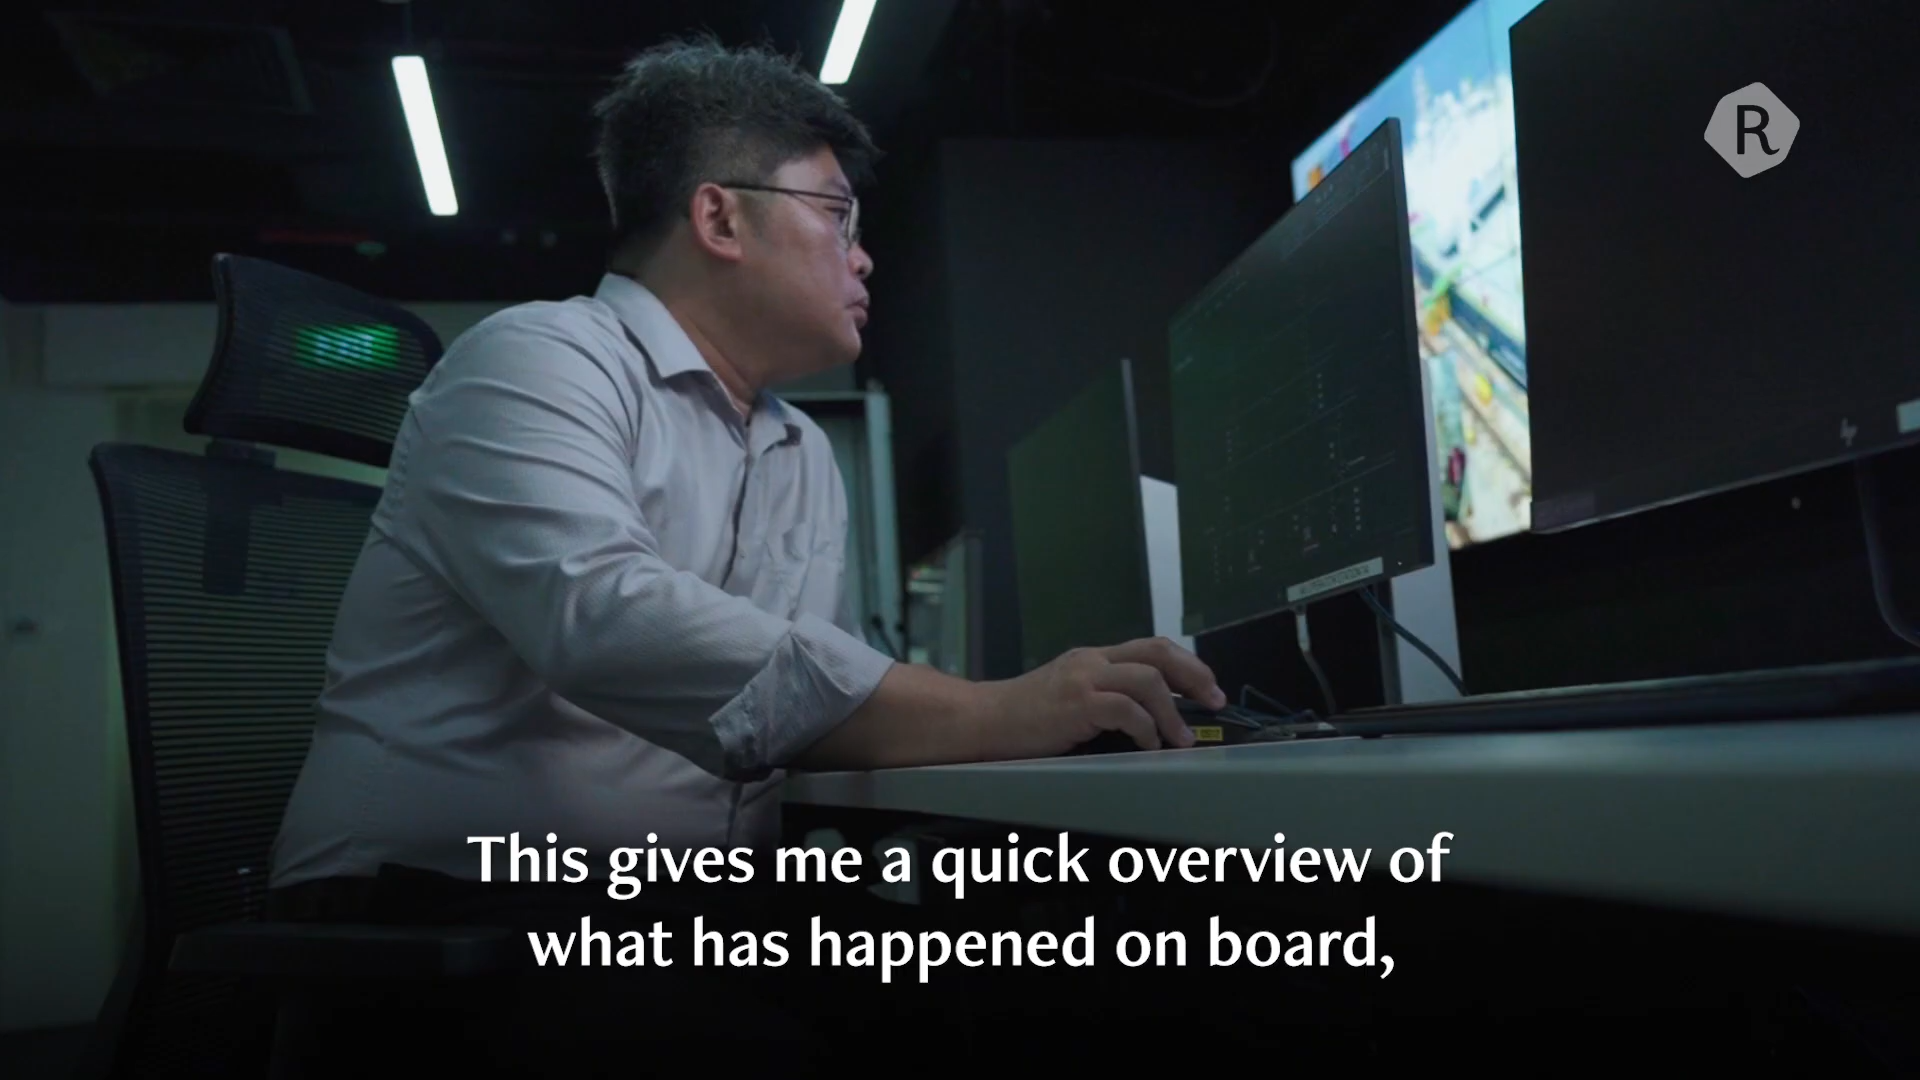 R
This gives me a quick overview of
what has happened on board,